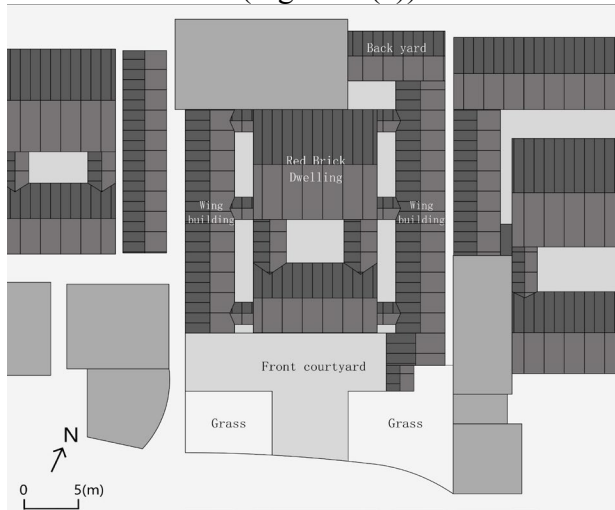 Back yard
Red Brick
Dwelling
Wing
building
Wing
building
Front courtyard
Grass
Grass
N
0 5(m)